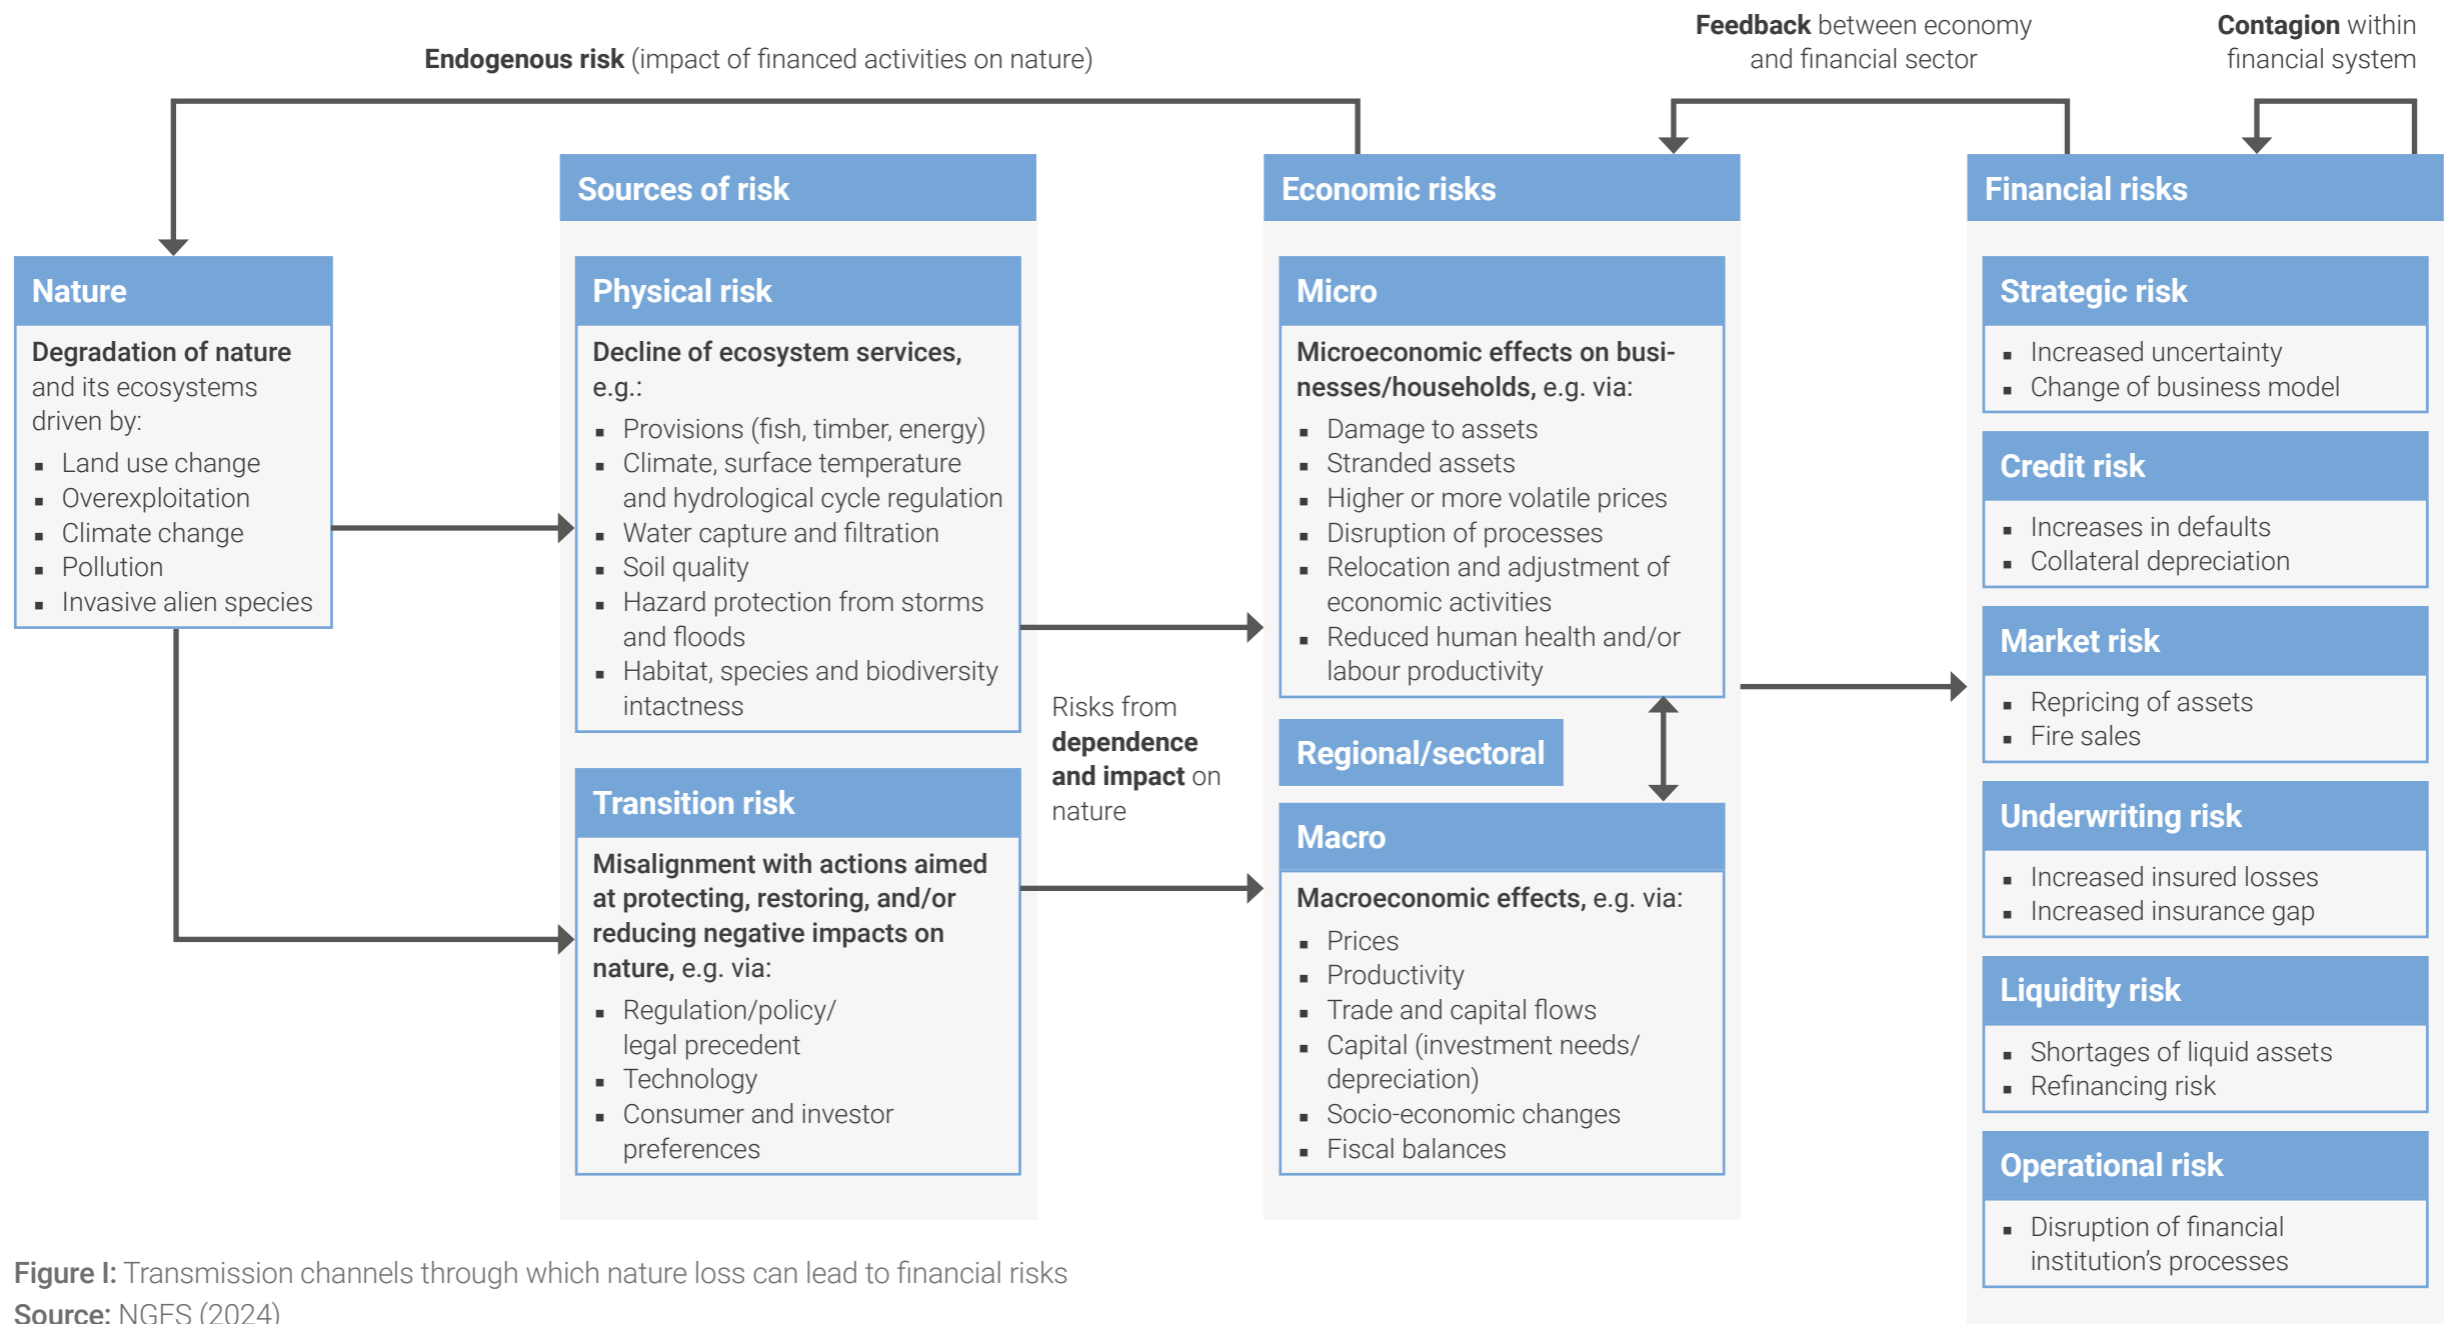 Endogenous risk (impact of financed activities on nature)
Feedback between economy
and financial sector
Contagion within
financial system
Nature
Degradation of nature
and its ecosystems
driven by:
▪ Land use change
▪ Overexploitation
▪ Climate change
▪ Pollution
▪ Invasive alien species
Sources of risk
Physical risk
Decline of ecosystem services,
e.g.:
▪ Provisions (fish, timber, energy)
▪ Climate, surface temperature
and hydrological cycle regulation
▪ Water capture and filtration
▪ Soil quality
▪ Hazard protection from storms
and floods
▪ Habitat, species and biodiversity
intactness
Transition risk
Misalignment with actions aimed
at protecting, restoring, and/or
reducing negative impacts on
nature, e.g. via:
▪ Regulation/policy/
legal precedent
▪ Technology
▪ Consumer and investor
preferences
Risks from
dependence
and impact on
nature
Economic risks
Micro
Microeconomic effects on busi-
nesses/households, e.g. via:
▪ Damage to assets
▪ Stranded assets
▪ Higher or more volatile prices
▪ Disruption of processes
▪ Relocation and adjustment of
economic activities
▪ Reduced human health and/or
labour productivity
Regional/sectoral
Macro
Macroeconomic effects, e.g. via:
▪ Prices
▪ Productivity
▪ Trade and capital flows
▪ Capital (investment needs/
depreciation)
▪ Socio-economic changes
▪ Fiscal balances
Financial risks
Strategic risk
▪ Increased uncertainty
▪ Change of business model
Credit risk
▪ Increases in defaults
▪ Collateral depreciation
Market risk
▪ Repricing of assets
▪ Fire sales
Underwriting risk
▪ Increased insured losses
▪ Increased insurance gap
Liquidity risk
▪ Shortages of liquid assets
▪ Refinancing risk
Operational risk
▪ Disruption of financial
institution's processes
Figure I: Transmission channels through which nature loss can lead to financial risks
Source: NGFS (2024)